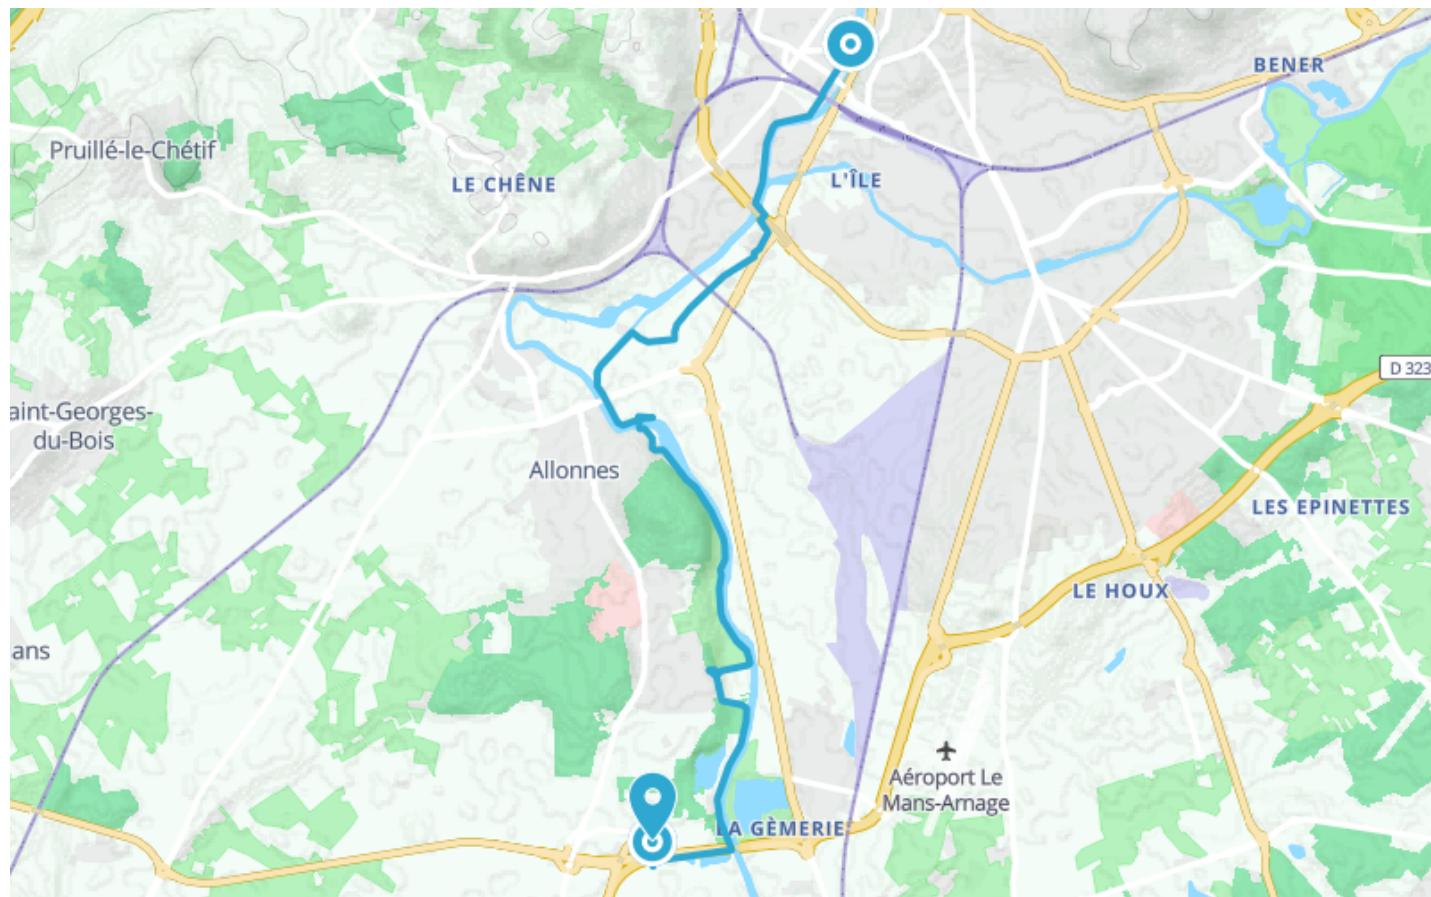 BENER
Pruillé-le-Chétif
LE CHÊNE
L'ÎLE
D 323
aint-Georges-
du-Bois
Allonnes
LES EPINETTES
LE HOUX
ans
Aéroport Le
Mans-Arnage
LA GÈMERIE